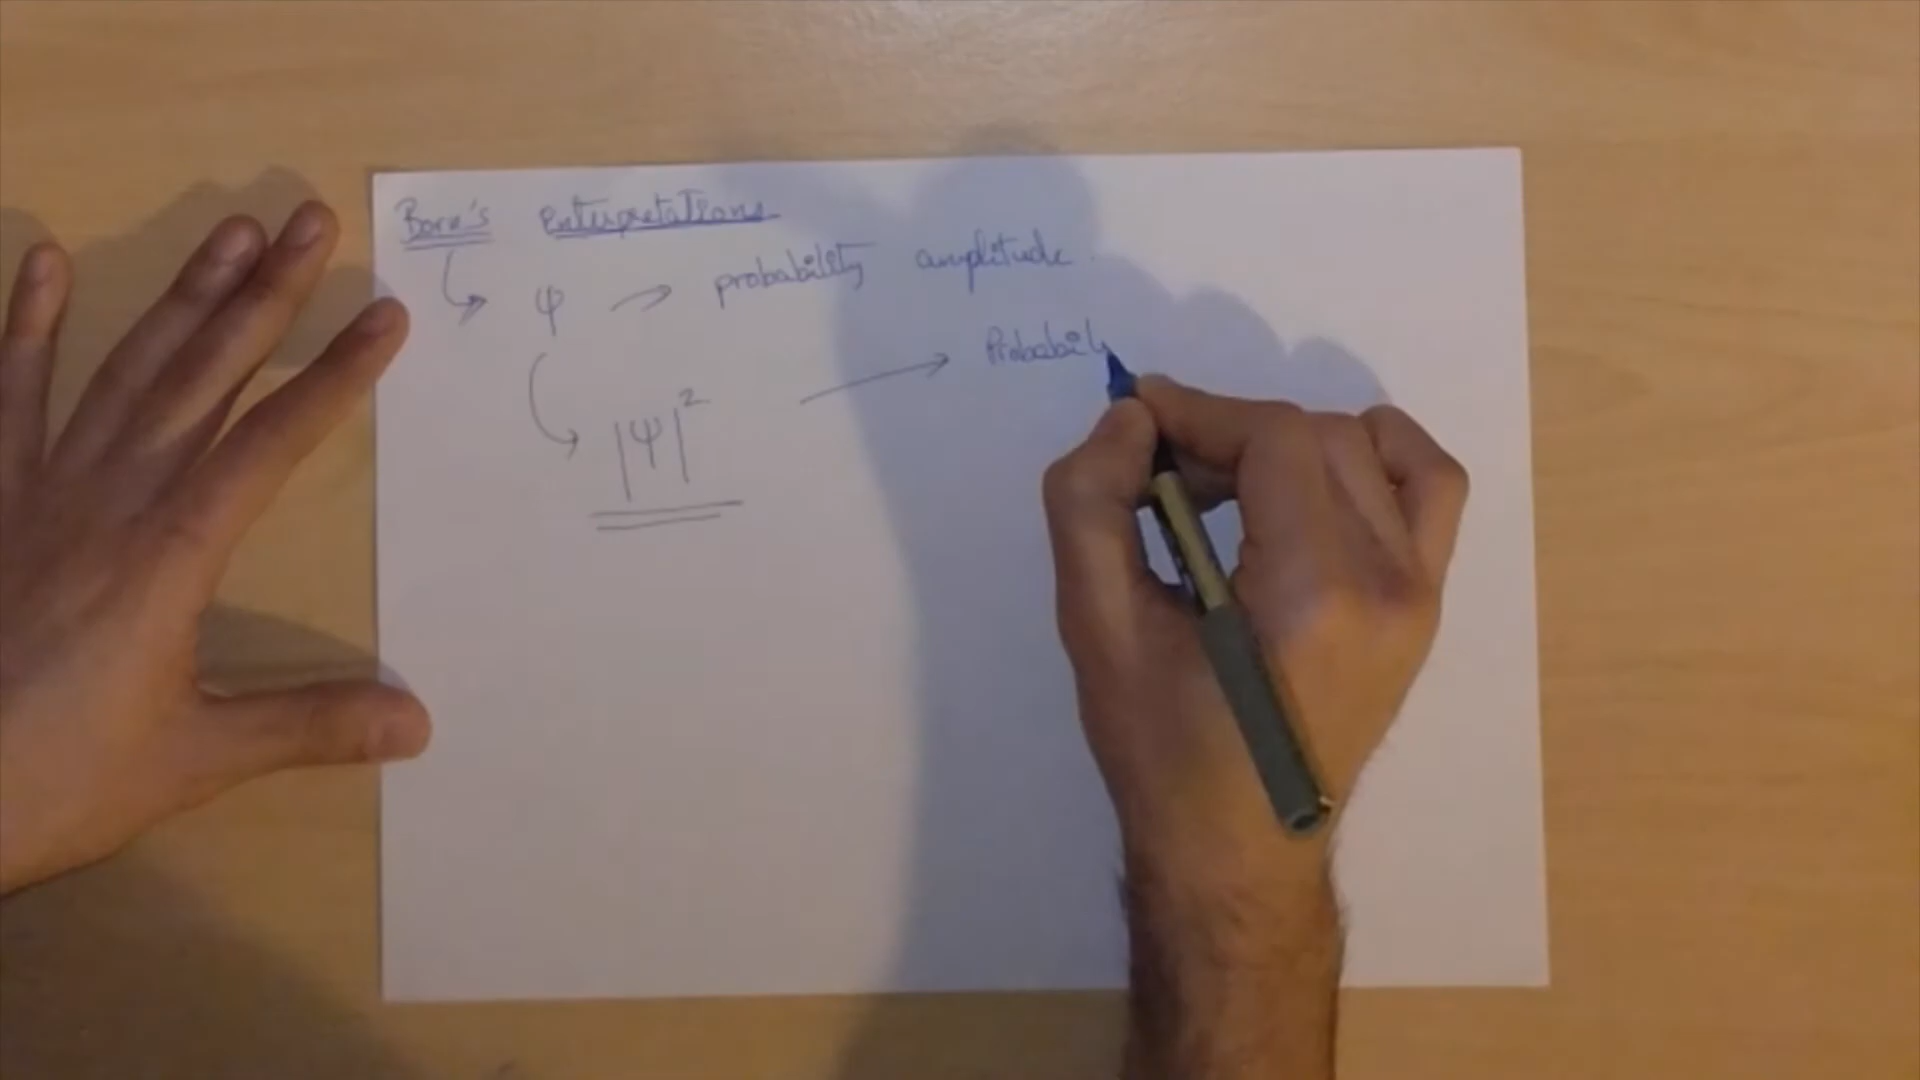 Born's interpretations
ψ → probability amplitude.
|ψ|² → Probabil